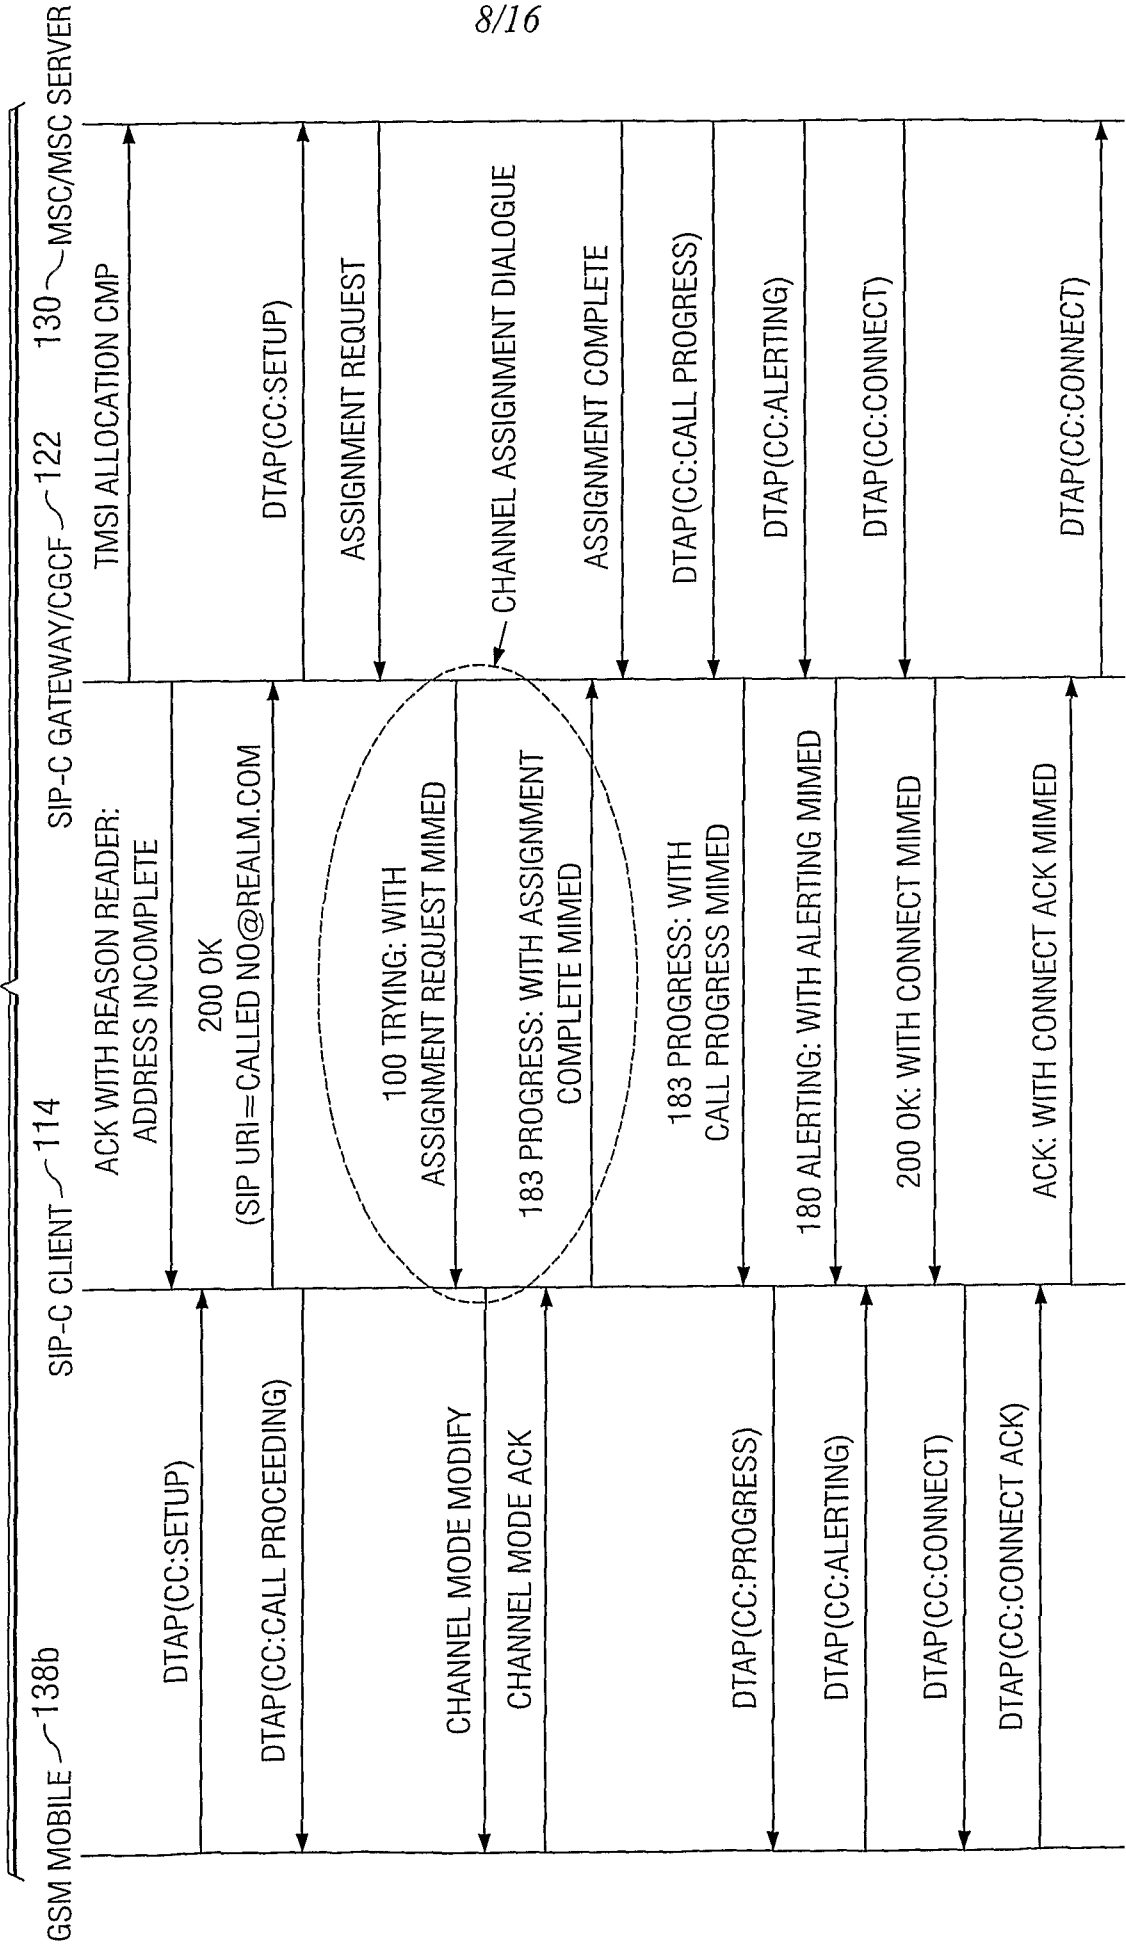 8/16
GSM MOBILE 138b
SIP-C CLIENT 114
SIP-C GATEWAY/CGCF 122
130 MSC/MSC SERVER
TMSI ALLOCATION CMP
ACK WITH REASON READER:
ADDRESS INCOMPLETE
DTAP(CC:SETUP)
200 OK
(SIP URI=CALLED NO@REALM.COM
DTAP(CC:SETUP)
DTAP(CC:CALL PROCEEDING)
ASSIGNMENT REQUEST
100 TRYING: WITH
ASSIGNMENT REQUEST MIMED
CHANNEL ASSIGNMENT DIALOGUE
CHANNEL MODE MODIFY
CHANNEL MODE ACK
183 PROGRESS: WITH ASSIGNMENT
COMPLETE MIMED
ASSIGNMENT COMPLETE
DTAP(CC:CALL PROGRESS)
183 PROGRESS: WITH
CALL PROGRESS MIMED
DTAP(CC:PROGRESS)
DTAP(CC:ALERTING)
180 ALERTING: WITH ALERTING MIMED
DTAP(CC:ALERTING)
DTAP(CC:CONNECT)
200 OK: WITH CONNECT MIMED
DTAP(CC:CONNECT)
DTAP(CC:CONNECT ACK)
ACK: WITH CONNECT ACK MIMED
DTAP(CC:CONNECT)